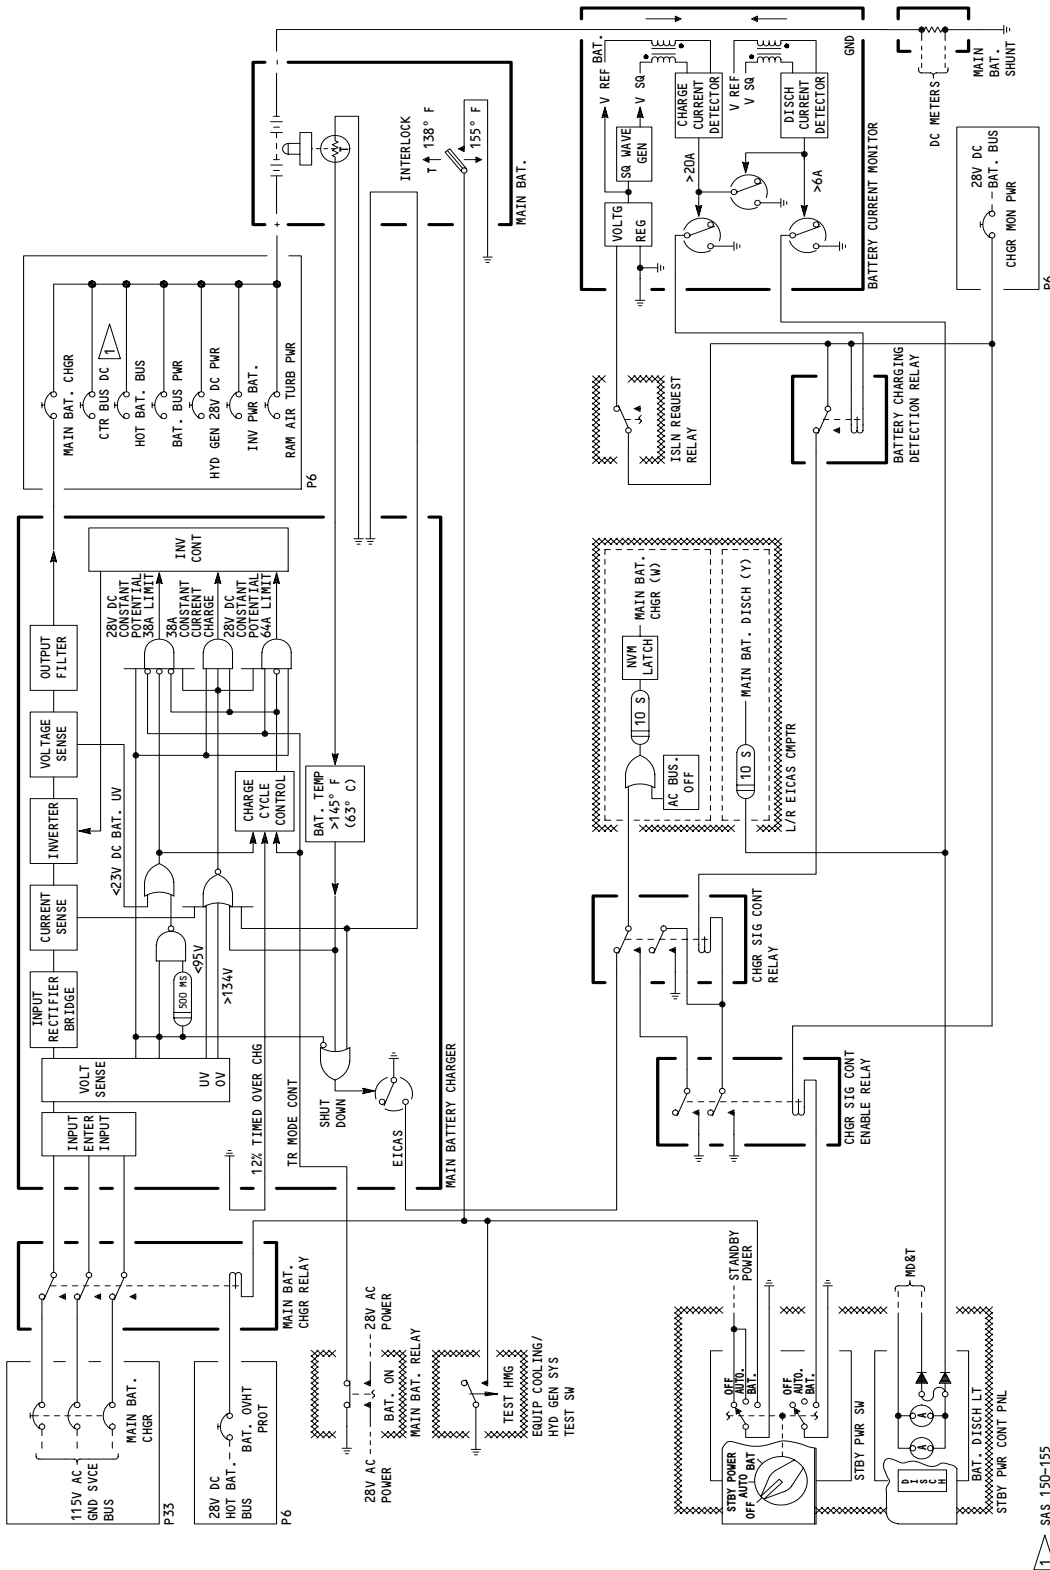 115V AC
GND SVCE
BUS
MAIN BAT.
CHGR
P33
28V DC
HOT BAT.
BUS
BAT. OVHT
PROT
P6
MAIN BAT.
CHGR RELAY
28V AC
POWER
28V AC
POWER
BAT. ON
MAIN BAT. RELAY
TEST HMG
EQUIP COOLING/
HYD GEN SYS
TEST SW
INPUT
ENTER
INPUT
VOLT
SENSE
UV
OV
INPUT
RECTIFIER
BRIDGE
CURRENT
SENSE
INVERTER
VOLTAGE
SENSE
OUTPUT
FILTER
<23V DC BAT. UV
500 MS
<95V
>134V
12% TIMED OVER CHG
TR MODE CONT
SHUT
DOWN
EICAS
CHARGE
CYCLE
CONTROL
BAT. TEMP
>145° F
(63° C)
28V DC
CONSTANT
POTENTIAL
38A LIMIT
38A
CONSTANT
CURRENT
CHARGE
28V DC
CONSTANT
POTENTIAL
64A LIMIT
INV
CONT
MAIN BATTERY CHARGER
MAIN BAT. CHGR
CTR BUS DC
1
HOT BAT. BUS
BAT. BUS PWR
HYD GEN 28V DC PWR
INV PWR BAT.
RAM AIR TURB PWR
P6
+
-
T
INTERLOCK
T 138° F
155° F
MAIN BAT.
V REF
BAT.
V SQ
SQ WAVE
GEN
VOLTG
REG
CHARGE
CURRENT
DETECTOR
V REF
V SQ
DISCH
CURRENT
DETECTOR
>20A
>6A
GND
BATTERY CURRENT MONITOR
MAIN
BAT.
SHUNT
DC METERS
28V DC
BAT. BUS
CHGR MON PWR
P6
ISLN REQUEST
RELAY
BATTERY CHARGING
DETECTION RELAY
MAIN BAT.
CHGR (W)
NVM
LATCH
10 S
AC BUS.
OFF
MAIN BAT. DISCH (Y)
10 S
L/R EICAS CMPTR
CHGR SIG CONT
RELAY
CHGR SIG CONT
ENABLE RELAY
STANDBY
POWER
OFF
AUTO.
BAT.
OFF
AUTO.
BAT.
STBY POWER
OFF AUTO BAT
STBY PWR SW
MD&T
A
A
DISCH
BAT. DISCH LT
STBY PWR CONT PNL
1 SAS 150-155